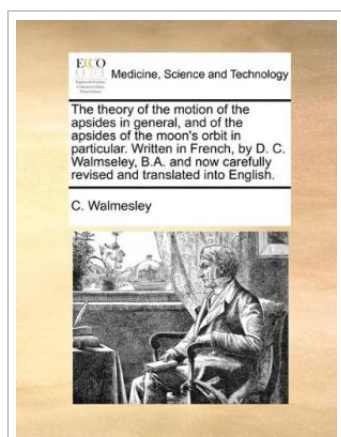 ECCO
Medicine, Science and Technology
The theory of the motion of the
apsides in general, and of the
apsides of the moon's orbit in
particular. Written in French, by D. C.
Walmseley, B.A. and now carefully
revised and translated into English.
C. Walmesley